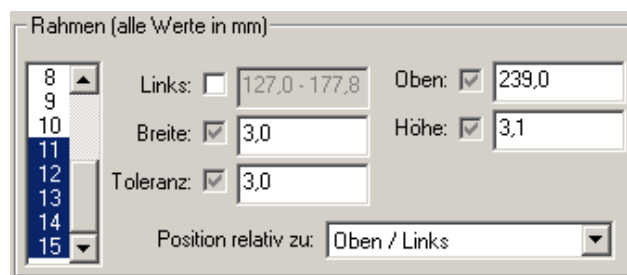 Rahmen (alle Werte in mm)
8
9
10
11
12
13
14
15
Links: 127,0 - 177,8
Oben: 239,0
Breite: 3,0
Höhe: 3,1
Toleranz: 3,0
Position relativ zu: Oben / Links